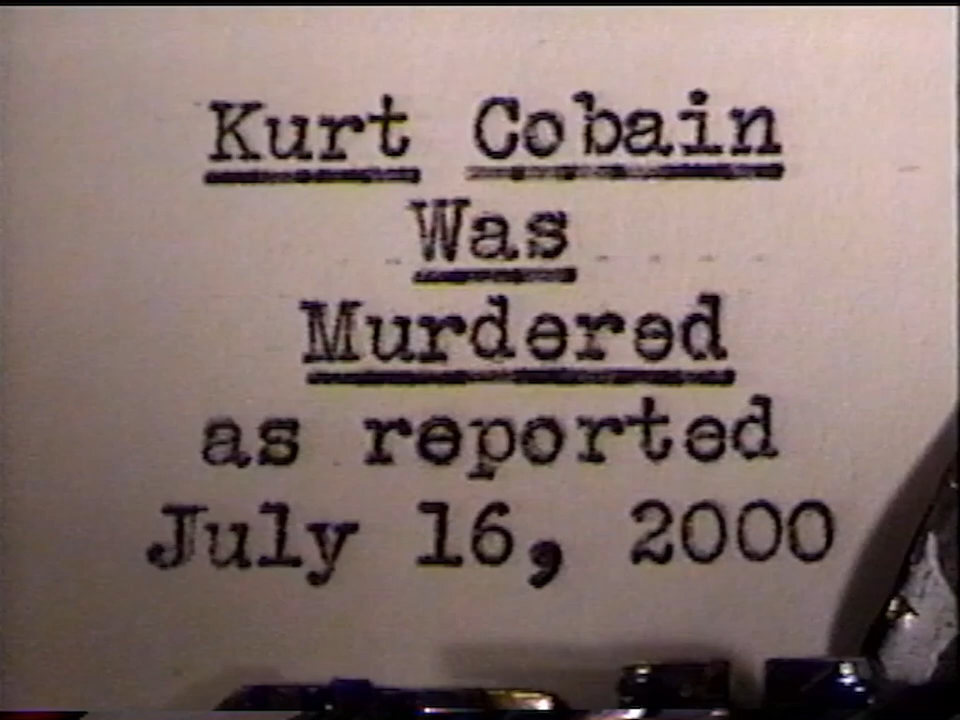 Kurt Cobain
Was
Murdered
as reported
July 16, 2000